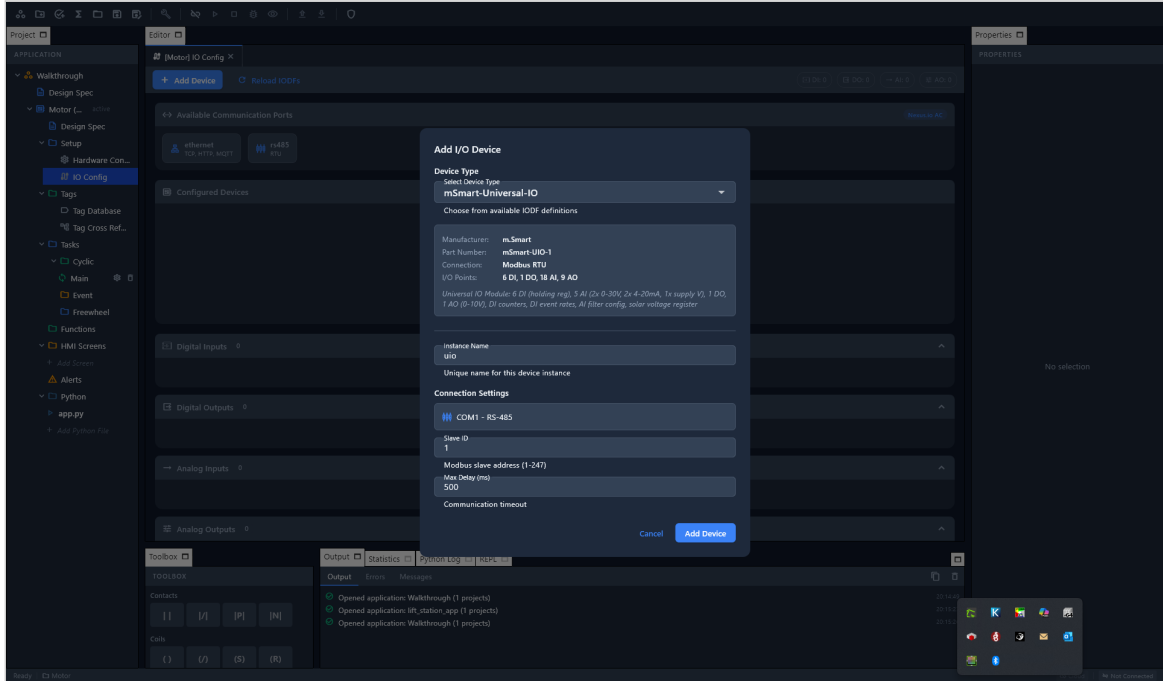 Project
Editor
Properties
APPLICATION
[Motor] IO Config ×
PROPERTIES
Walkthrough
+ Add Device
Reload IODFs
Design Spec
Motor (... active
Available Communication Ports
Remove All
Design Spec
ethernet
TCP, HTTP, MQTT
rs485
RTU
Setup
Hardware Con...
IO Config
Configured Devices
Tags
Tag Database
Tag Cross Ref...
Tasks
Cyclic
Main
Event
Freewheel
Functions
HMI Screens
+ Add Screen
Alerts
Python
app.py
+ Add Python File
Digital Inputs 0
Digital Outputs 0
Analog Inputs 0
Analog Outputs 0
Add I/O Device
Device Type
Select Device Type
mSmart-Universal-IO
Choose from available IODF definitions
Manufacturer: m.Smart
Part Number: mSmart-UIO-1
Connection: Modbus RTU
I/O Points: 6 DI, 1 DO, 18 AI, 9 AO
Universal IO Module: 6 DI (holding reg), 5 AI (2x 0-30V, 2x 4-20mA, 1x supply V), 1 DO,
1 AO (0-10V), DI counters, DI event rates, AI filter config, solar voltage register
Instance Name
uio
Unique name for this device instance
Connection Settings
COM1 - RS-485
Slave ID
1
Modbus slave address (1-247)
Max Delay (ms)
500
Communication timeout
Cancel
Add Device
No selection
Toolbox
Output
Statistics
Python Log
REPL
TOOLBOX
Output Errors Messages
Contacts
| | |/| |P| |N|
Coils
( ) (/) (S) (R)
Opened application: Walkthrough (1 projects)
Opened application: lift_station_app (1 projects)
Opened application: Walkthrough (1 projects)
Ready
Motor
Not Connected